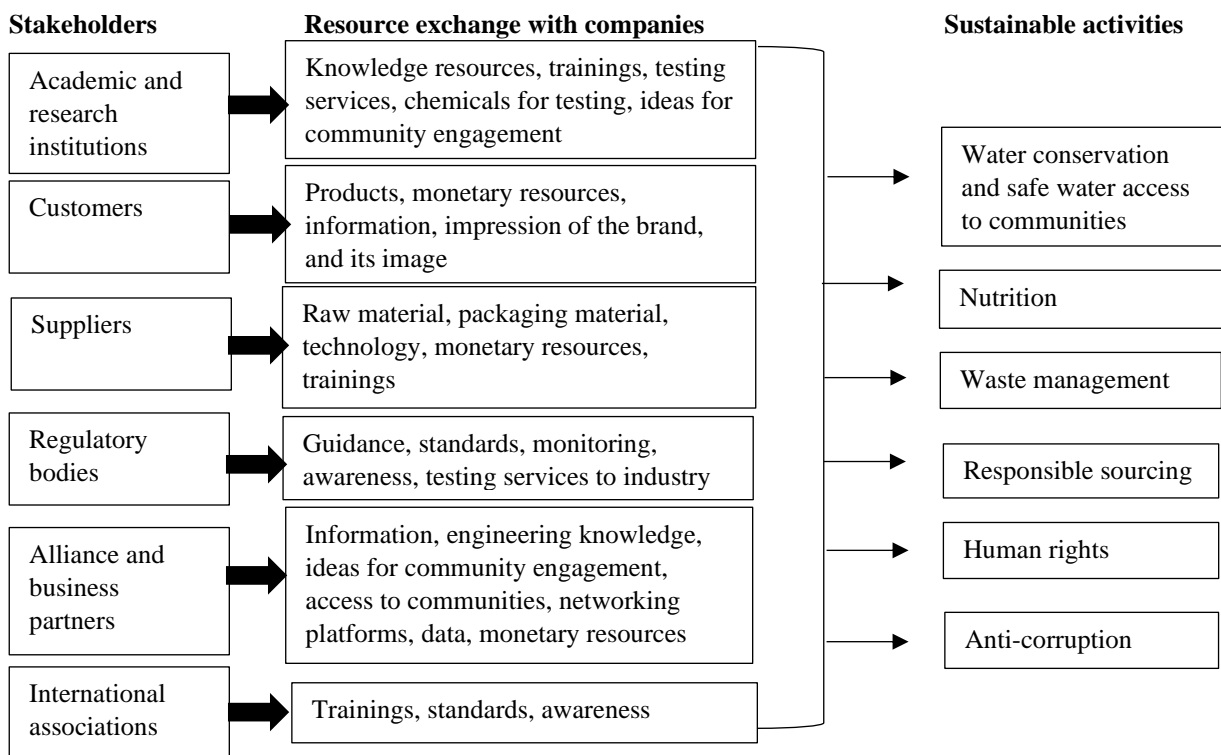 Stakeholders
Resource exchange with companies
Sustainable activities
Academic and
research
institutions
Knowledge resources, trainings, testing
services, chemicals for testing, ideas for
community engagement
Customers
Products, monetary resources,
information, impression of the brand,
and its image
Suppliers
Raw material, packaging material,
technology, monetary resources,
trainings
Regulatory
bodies
Guidance, standards, monitoring,
awareness, testing services to industry
Alliance and
business
partners
Information, engineering knowledge,
ideas for community engagement,
access to communities, networking
platforms, data, monetary resources
International
associations
Trainings, standards, awareness
Water conservation
and safe water access
to communities
Nutrition
Waste management
Responsible sourcing
Human rights
Anti-corruption